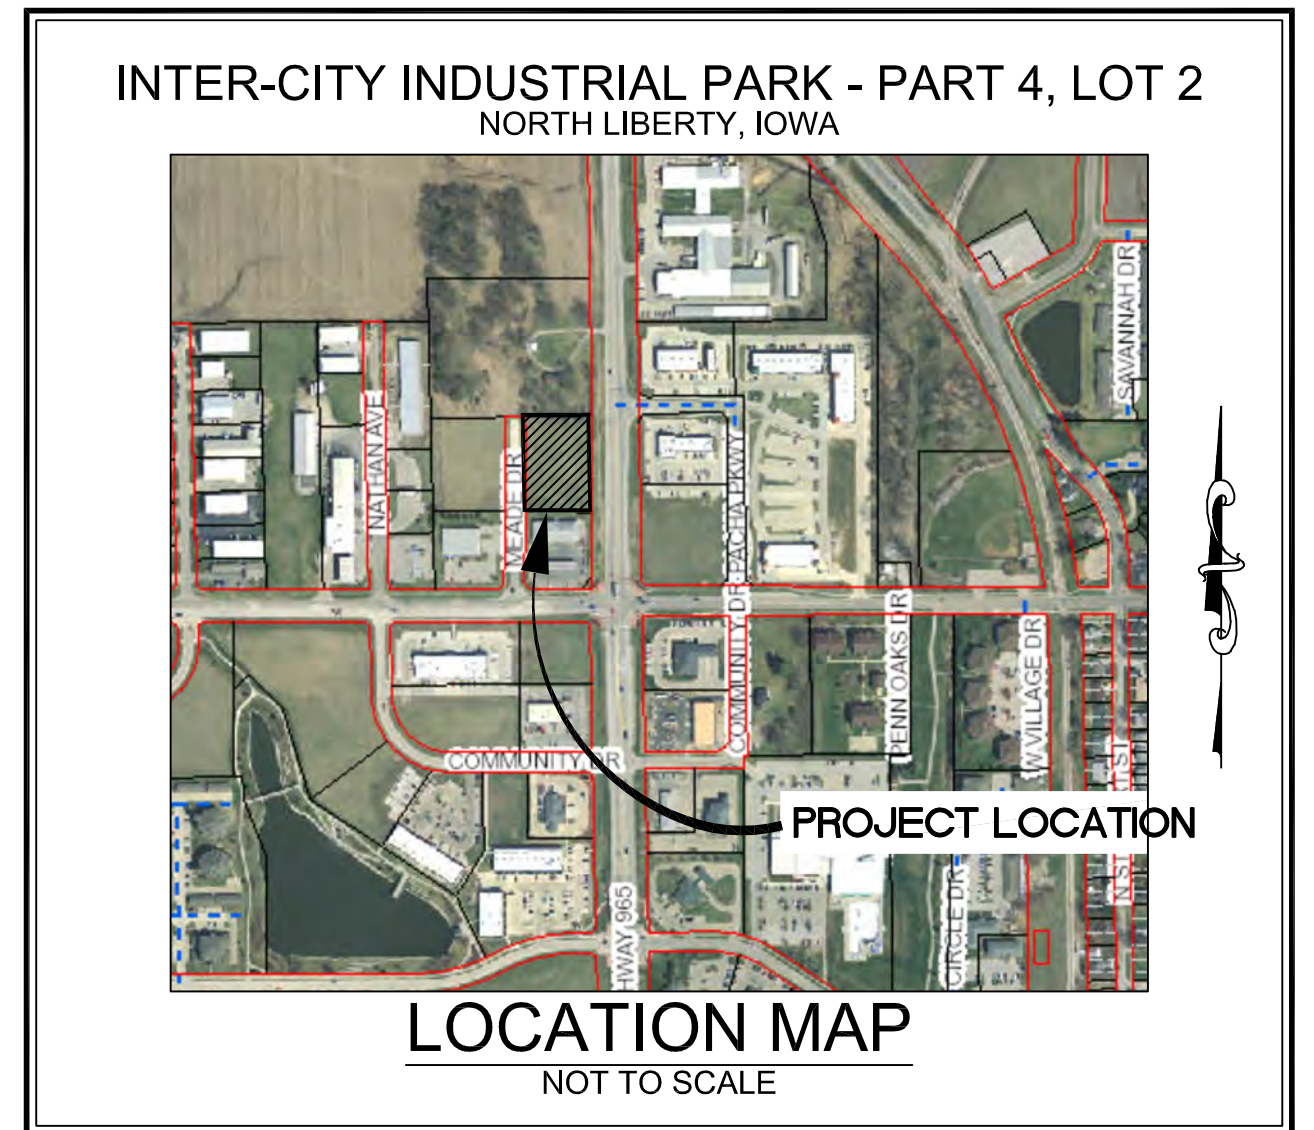 INTER-CITY INDUSTRIAL PARK - PART 4, LOT 2
NORTH LIBERTY, IOWA
SAVANNAH DR
NATHAN AVE
MEADE DR
PACHA PKWY
COMMUNITY DR
PENN OAKS DR
W VILLAGE DR
COMMUNITY DR
PROJECT LOCATION
HWAY 965
CIRCLE DR
N ST
LOCATION MAP
NOT TO SCALE